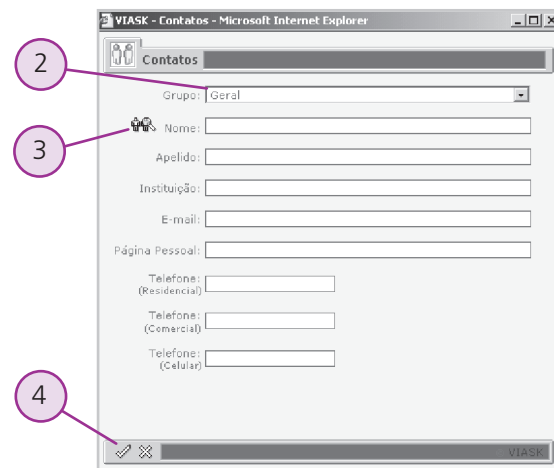 VIASK - Contatos - Microsoft Internet Explorer
2
Contatos
Grupo: Geral
3
Nome:
Apelido:
Instituição:
E-mail:
Página Pessoal:
Telefone:
(Residencial)
Telefone:
(Comercial)
Telefone:
(Celular)
4
VIASK